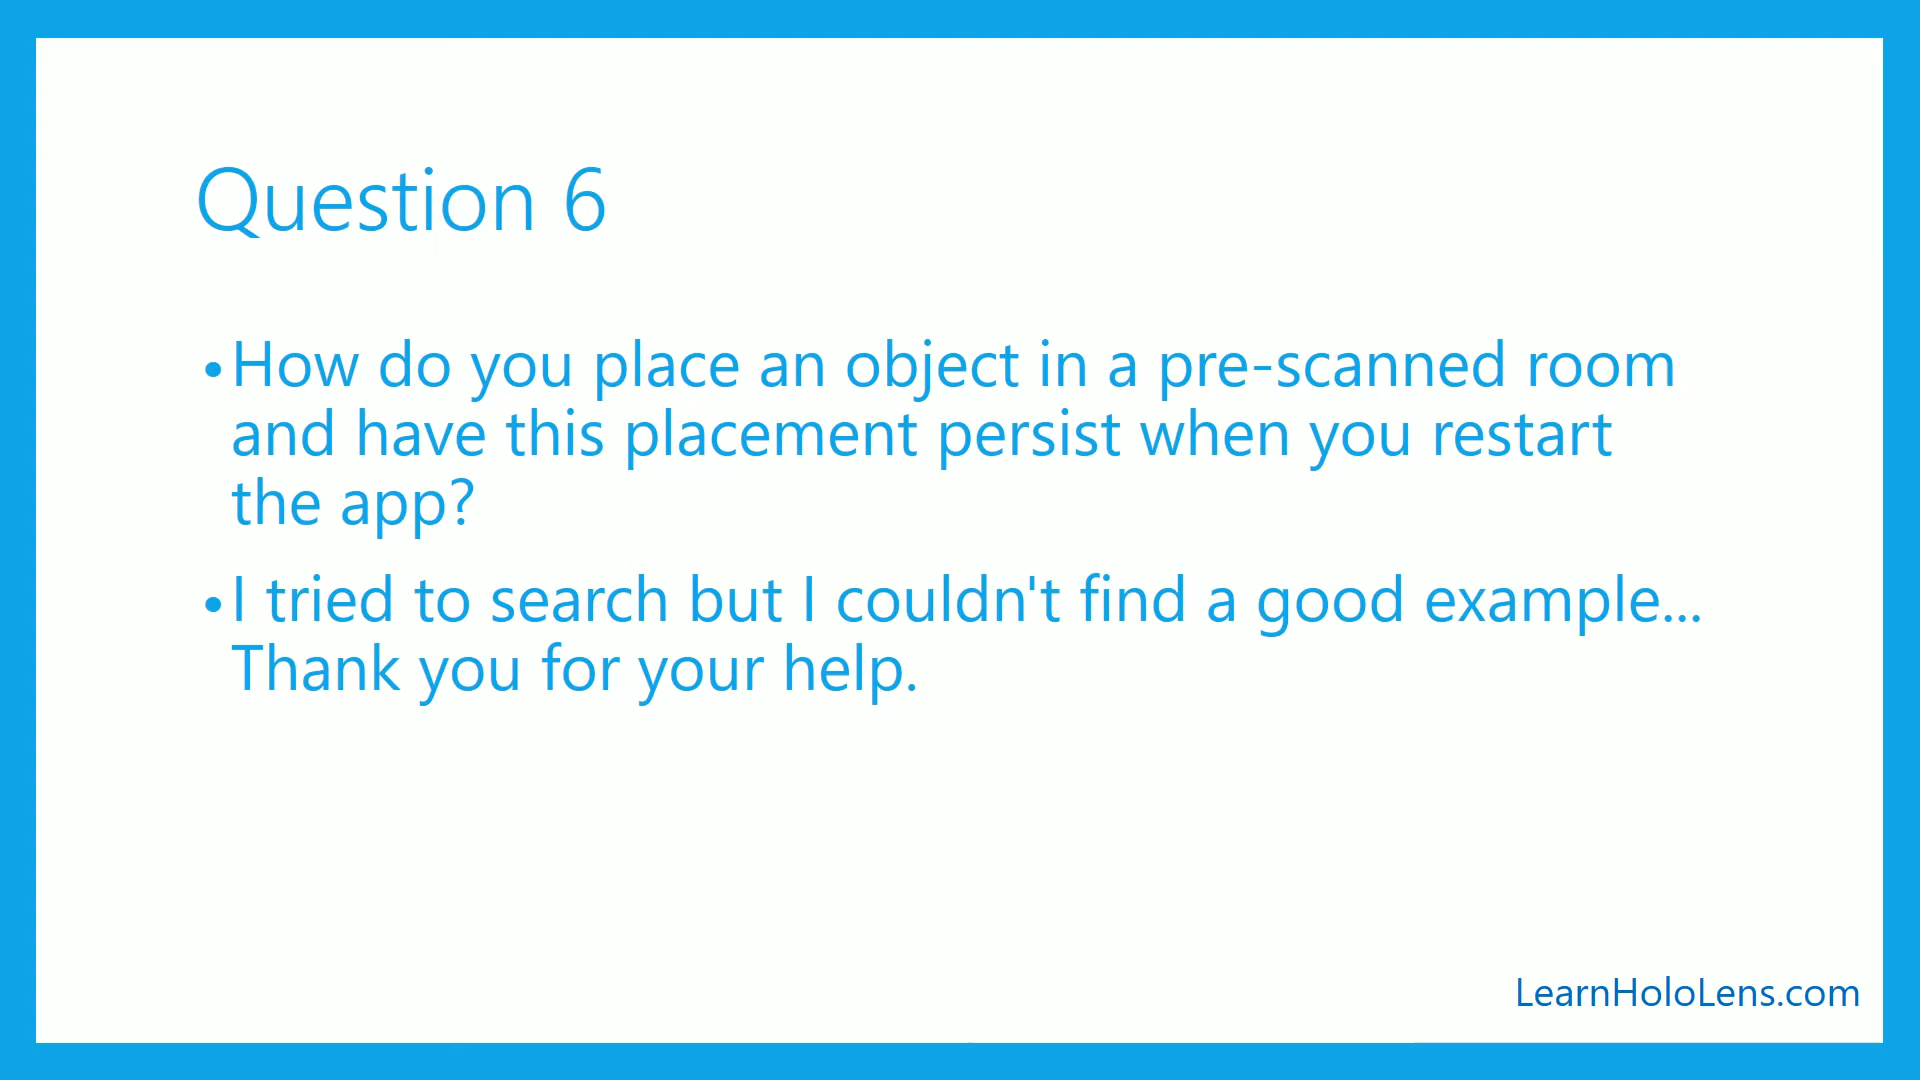 Question 6
•How do you place an object in a pre-scanned room
and have this placement persist when you restart
the app?
•I tried to search but I couldn't find a good example...
Thank you for your help.
LearnHoloLens.com